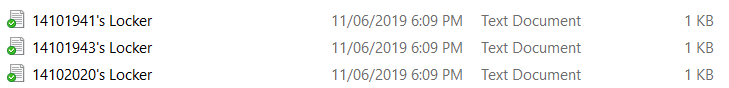 14101941's Locker 11/06/2019 6:09 PM Text Document 1 KB
14101943's Locker 11/06/2019 6:09 PM Text Document 1 KB
14102020's Locker 11/06/2019 6:09 PM Text Document 1 KB